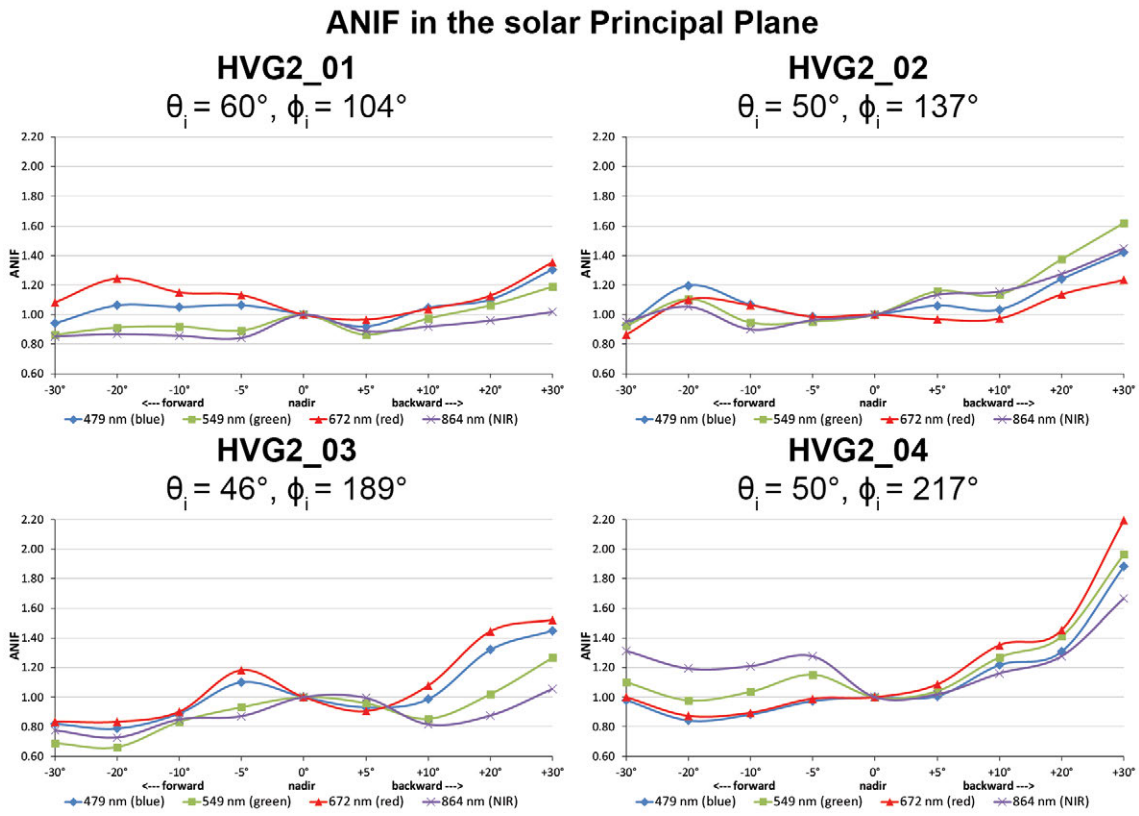 ANIF in the solar Principal Plane
HVG2_01
θi = 60°, ϕi = 104°
2.20
2.00
1.80
1.60
1.40
1.20
1.00
0.80
0.60
ANIF
-30° -20° -10° -5° 0° +5° +10° +20° +30°
<--- forward nadir backward --->
479 nm (blue) 549 nm (green) 672 nm (red) 864 nm (NIR)
HVG2_02
θi = 50°, ϕi = 137°
2.20
2.00
1.80
1.60
1.40
1.20
1.00
0.80
0.60
ANIF
-30° -20° -10° -5° 0° +5° +10° +20° +30°
<--- forward nadir backward --->
479 nm (blue) 549 nm (green) 672 nm (red) 864 nm (NIR)
HVG2_03
θi = 46°, ϕi = 189°
2.20
2.00
1.80
1.60
1.40
1.20
1.00
0.80
0.60
ANIF
-30° -20° -10° -5° 0° +5° +10° +20° +30°
<--- forward nadir backward --->
479 nm (blue) 549 nm (green) 672 nm (red) 864 nm (NIR)
HVG2_04
θi = 50°, ϕi = 217°
2.20
2.00
1.80
1.60
1.40
1.20
1.00
0.80
0.60
ANIF
-30° -20° -10° -5° 0° +5° +10° +20° +30°
<--- forward nadir backward --->
479 nm (blue) 549 nm (green) 672 nm (red) 864 nm (NIR)